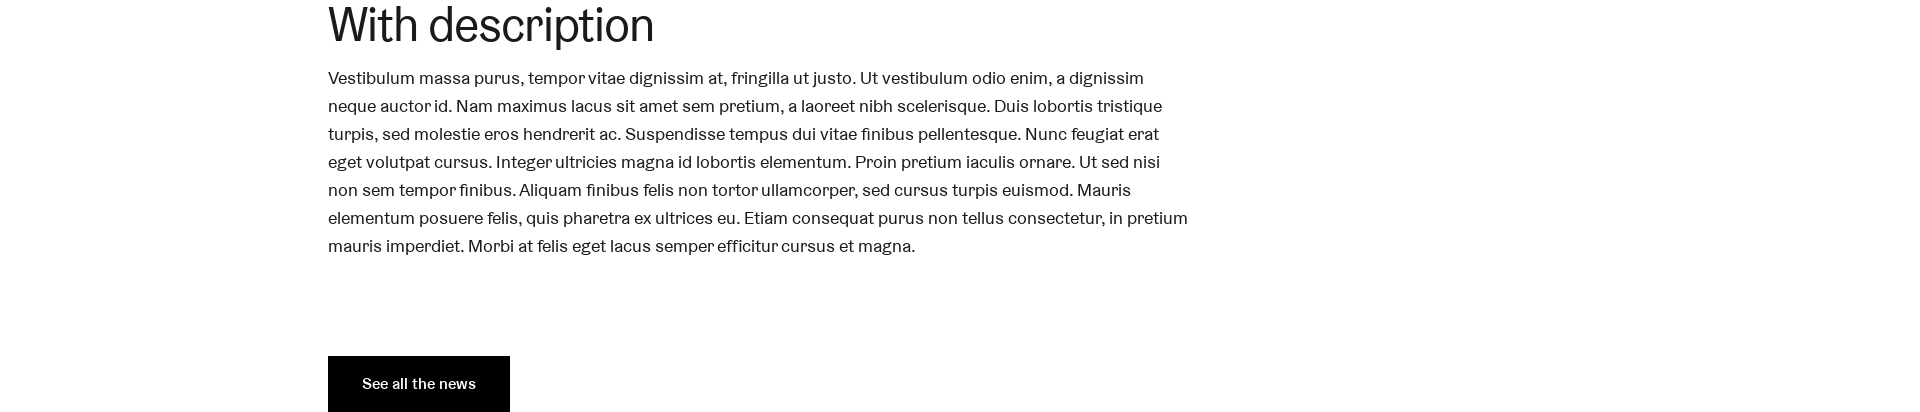 With description
Vestibulum massa purus, tempor vitae dignissim at, fringilla ut justo. Ut vestibulum odio enim, a dignissim
neque auctor id. Nam maximus lacus sit amet sem pretium, a laoreet nibh scelerisque. Duis lobortis tristique
turpis, sed molestie eros hendrerit ac. Suspendisse tempus dui vitae finibus pellentesque. Nunc feugiat erat
eget volutpat cursus. Integer ultricies magna id lobortis elementum. Proin pretium iaculis ornare. Ut sed nisi
non sem tempor finibus. Aliquam finibus felis non tortor ullamcorper, sed cursus turpis euismod. Mauris
elementum posuere felis, quis pharetra ex ultrices eu. Etiam consequat purus non tellus consectetur, in pretium
mauris imperdiet. Morbi at felis eget lacus semper efficitur cursus et magna.
See all the news